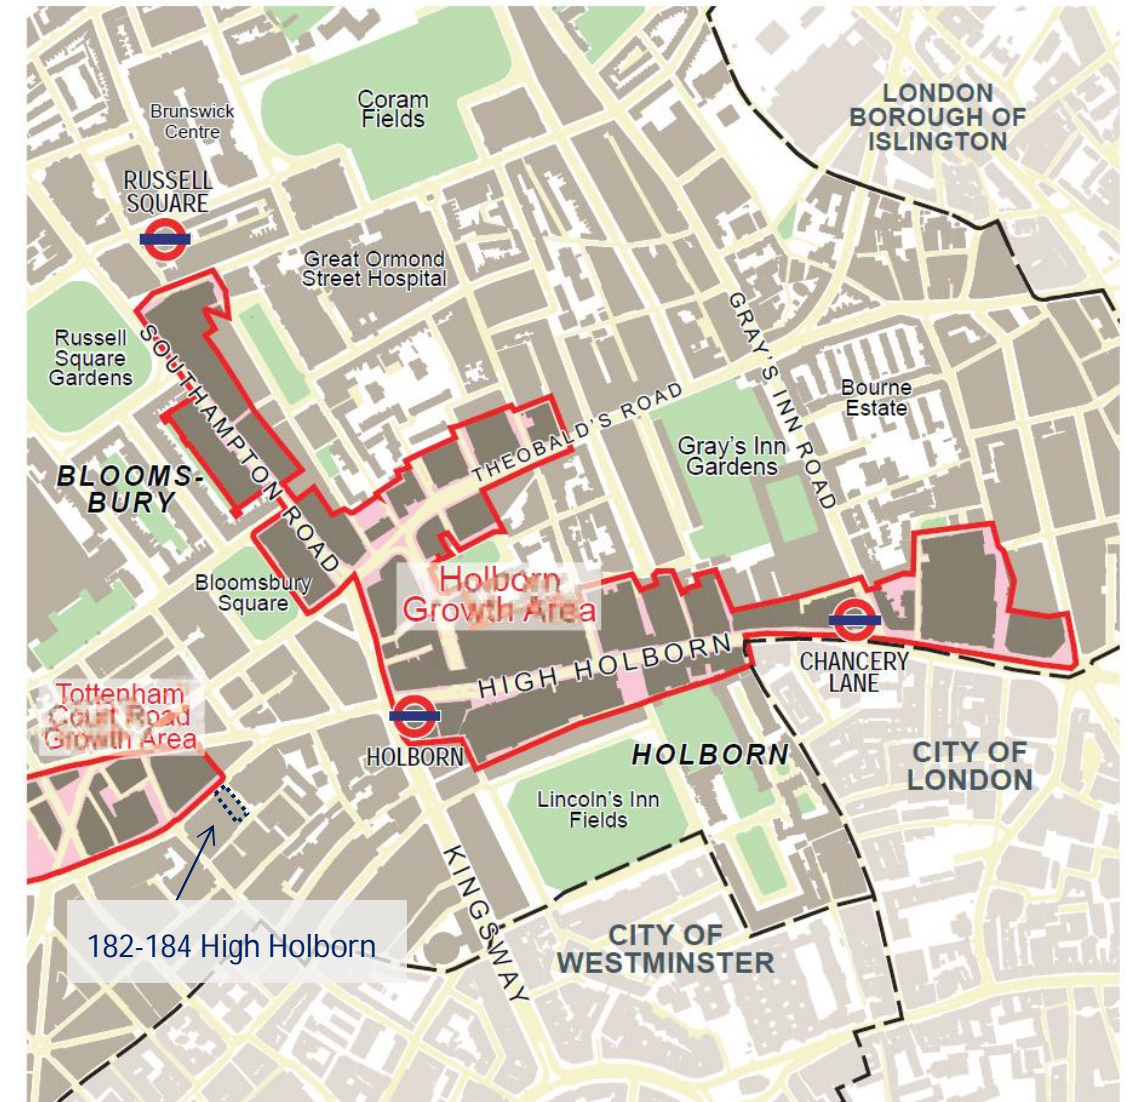 Brunswick
Centre
Coram
Fields
LONDON
BOROUGH OF
ISLINGTON
RUSSELL
SQUARE
Great Ormond
Street Hospital
Russell
Square
Gardens
SOUTHAMPTON ROAD
GRAY'S INN ROAD
Bourne
Estate
THEOBALD'S ROAD
Gray's Inn
Gardens
BLOOMS-
BURY
Bloomsbury
Square
Holborn
Growth Area
HIGH HOLBORN
CHANCERY
LANE
Tottenham
Court Road
Growth Area
HOLBORN
HOLBORN
CITY OF
LONDON
Lincoln's Inn
Fields
KINGSWAY
182-184 High Holborn
CITY OF
WESTMINSTER